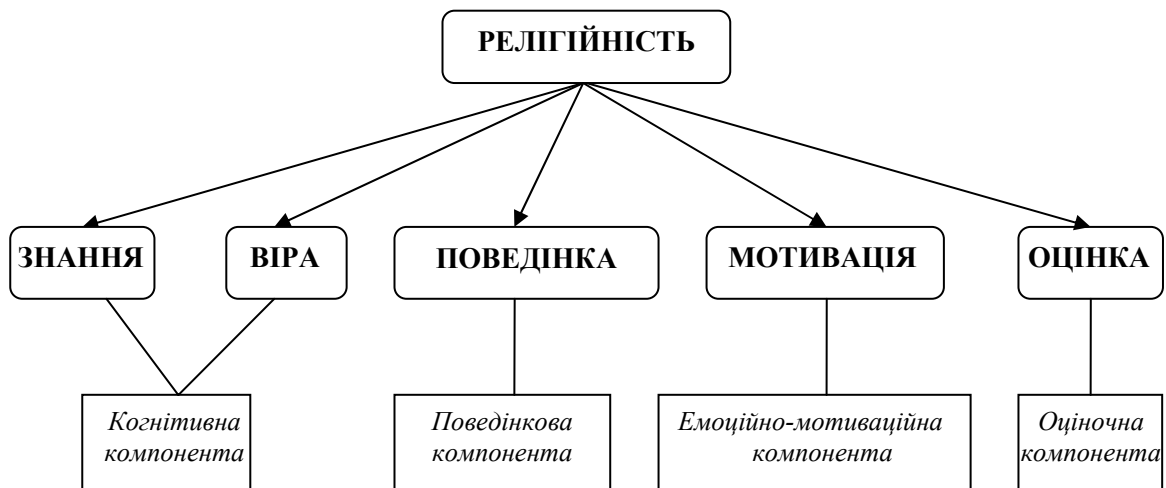 РЕЛІГІЙНІСТЬ
ЗНАННЯ
ВІРА
ПОВЕДІНКА
МОТИВАЦІЯ
ОЦІНКА
Когнітивна
компонента
Поведінкова
компонента
Емоційно-мотиваційна
компонента
Оціночна
компонента